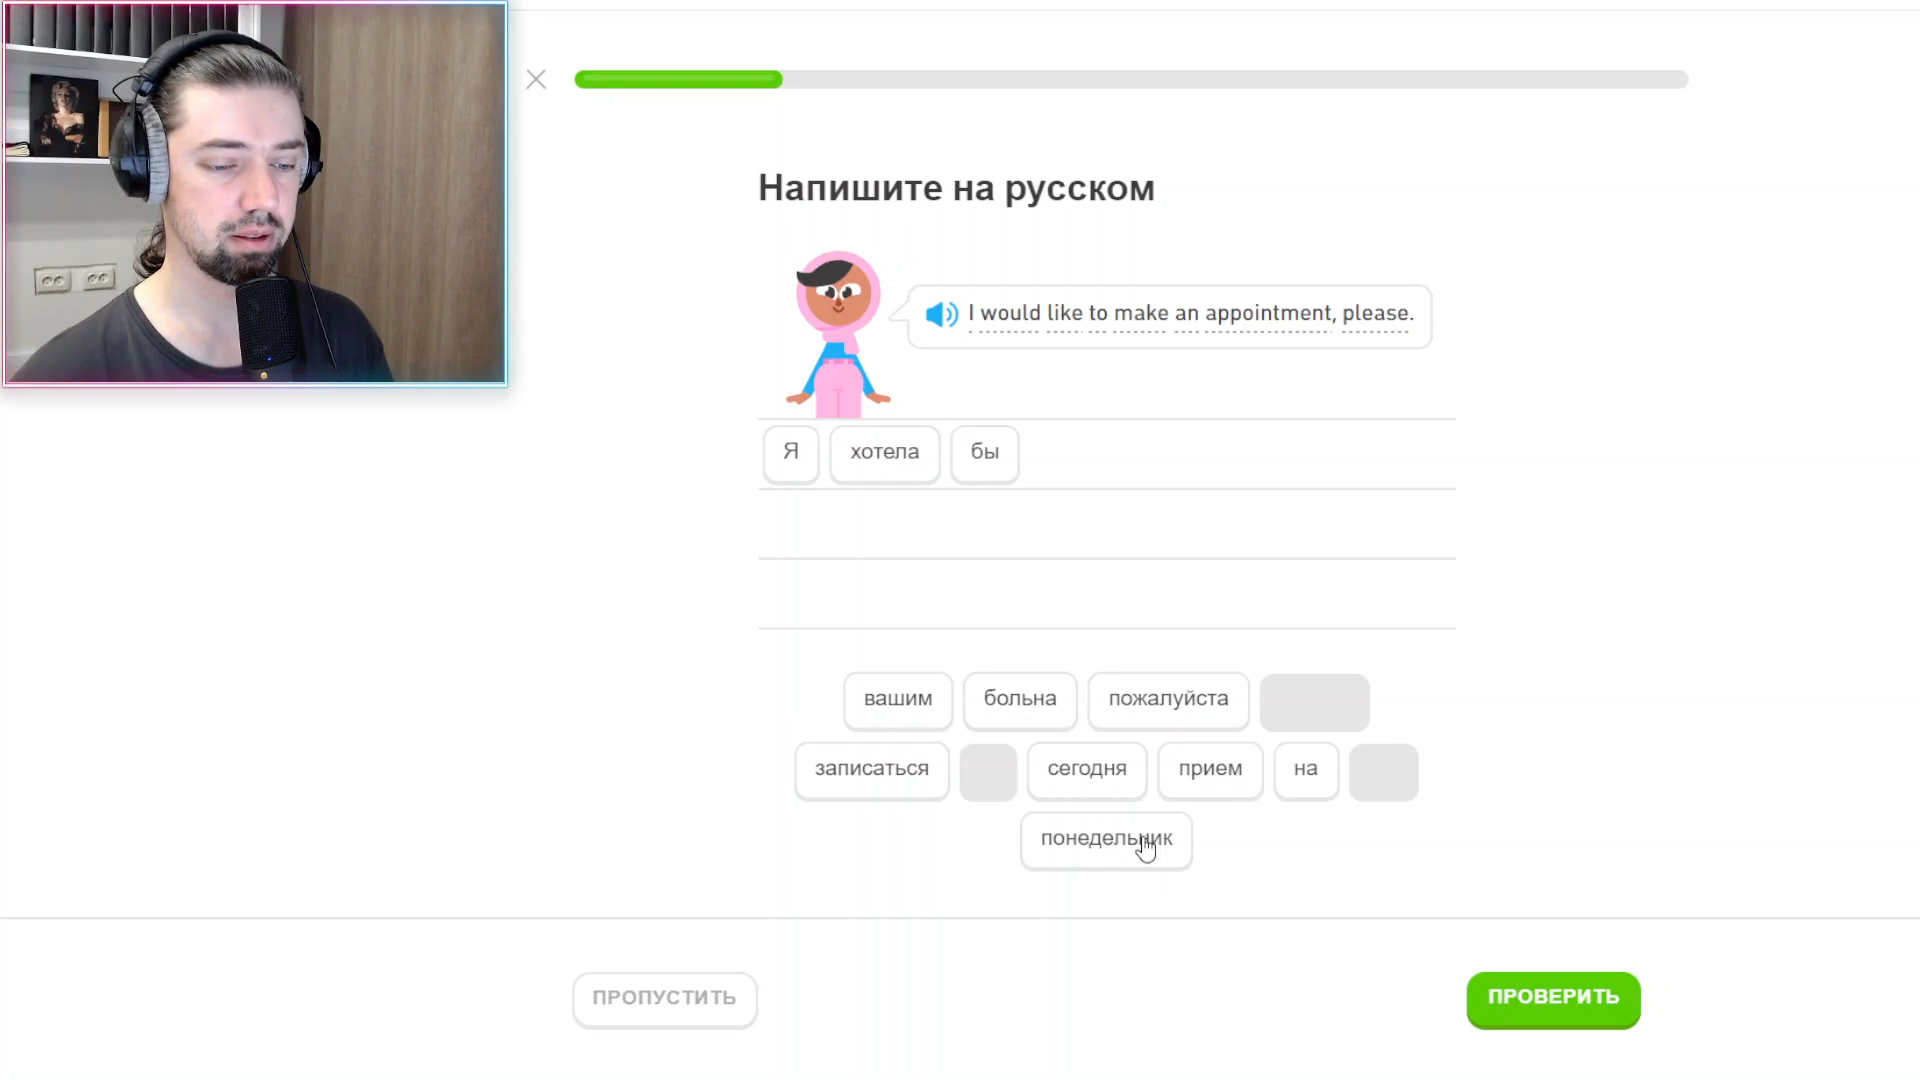 Напишите на русском
I would like to make an appointment, please.
Я хотела бы
вашим больна пожалуйста
записаться сегодня прием на
понедельник
ПРОПУСТИТЬ ПРОВЕРИТЬ